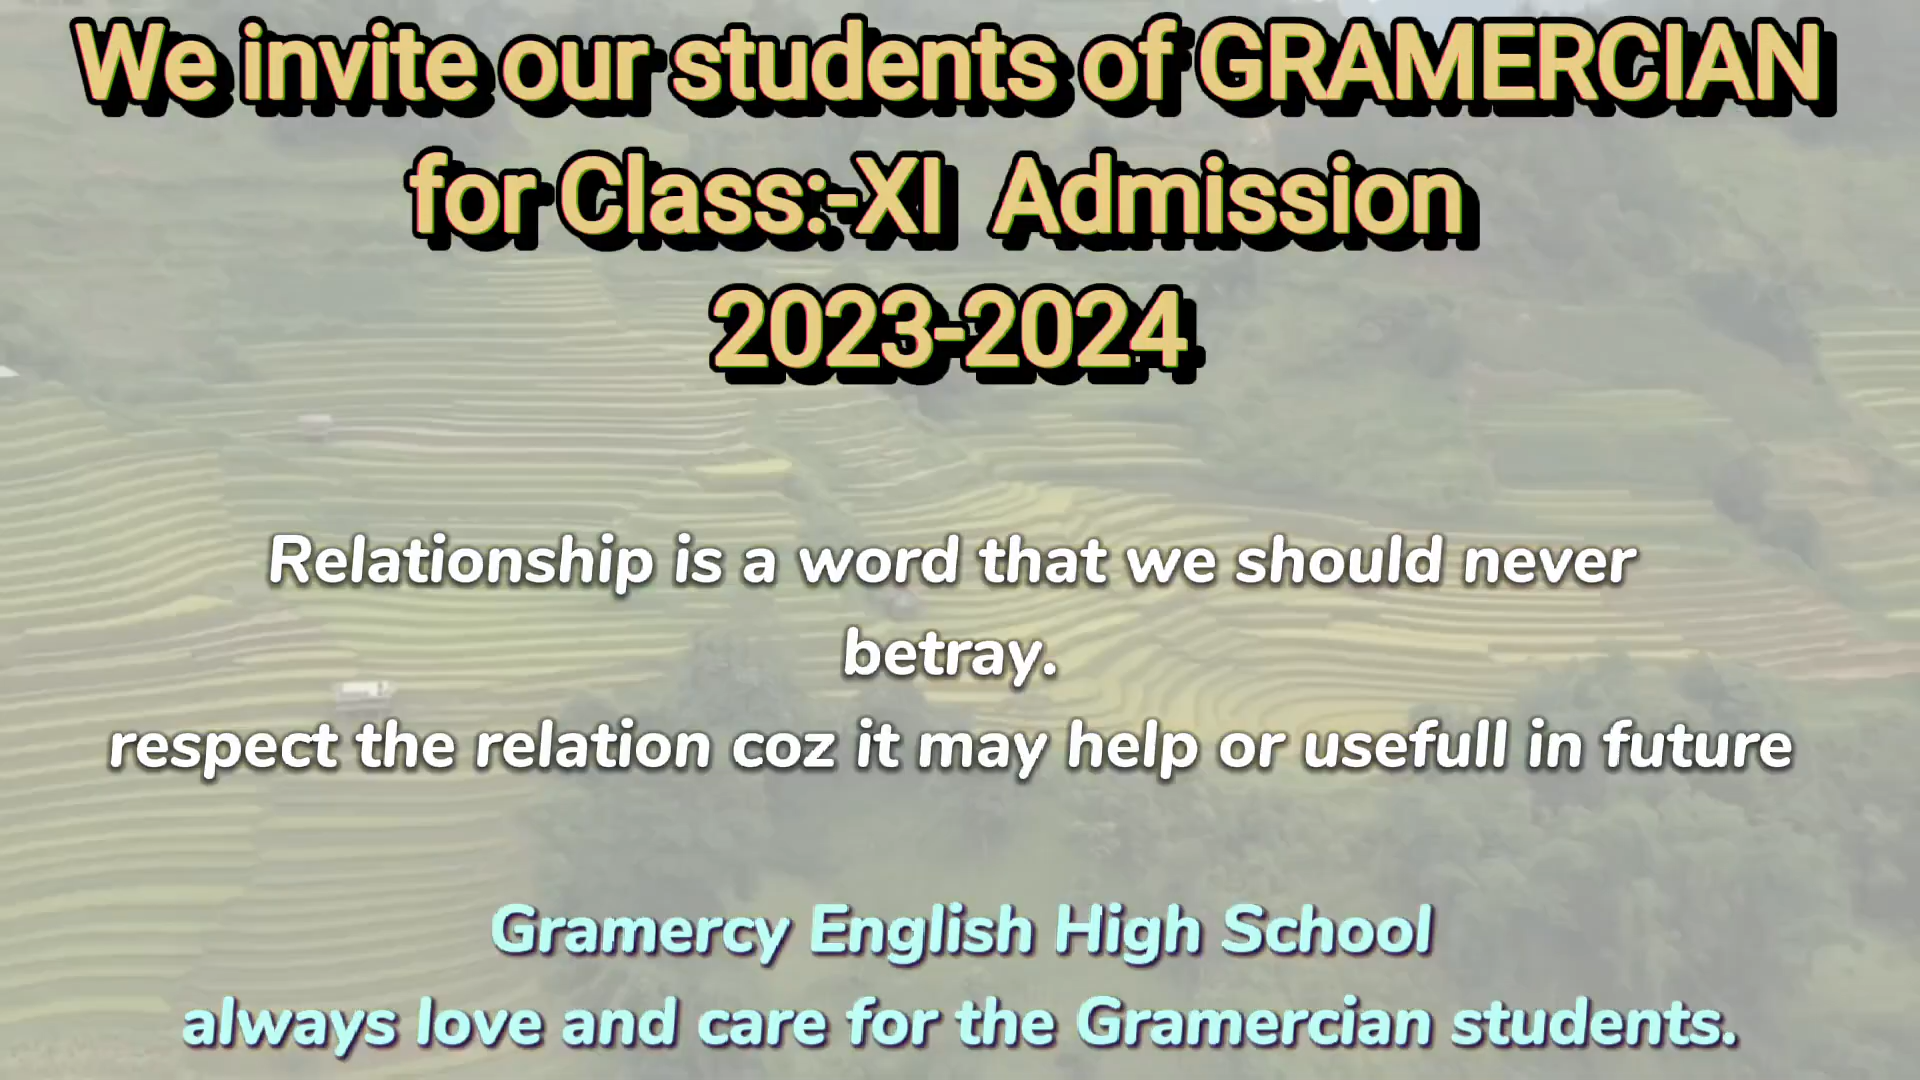 We invite our students of GRAMERCIAN
for Class:-XI Admission
2023-2024
Relationship is a word that we should never
betray.
respect the relation coz it may help or usefull in future
Gramercy English High School
always love and care for the Gramercian students.